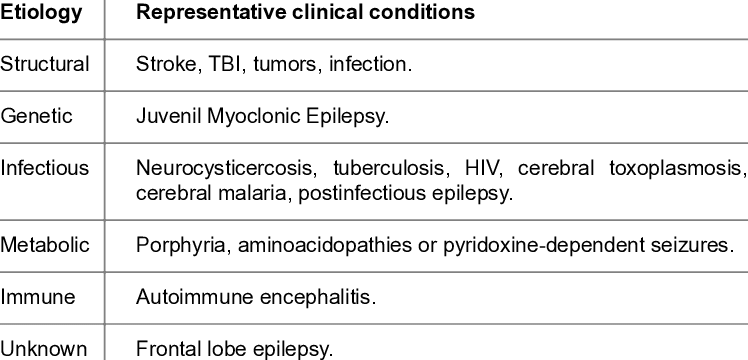 Etiology Representative clinical conditions
Structural Stroke, TBI, tumors, infection.
Genetic Juvenil Myoclonic Epilepsy.
Infectious Neurocysticercosis, tuberculosis, HIV, cerebral toxoplasmosis,
cerebral malaria, postinfectious epilepsy.
Metabolic Porphyria, aminoacidopathies or pyridoxine-dependent seizures.
Immune Autoimmune encephalitis.
Unknown Frontal lobe epilepsy.